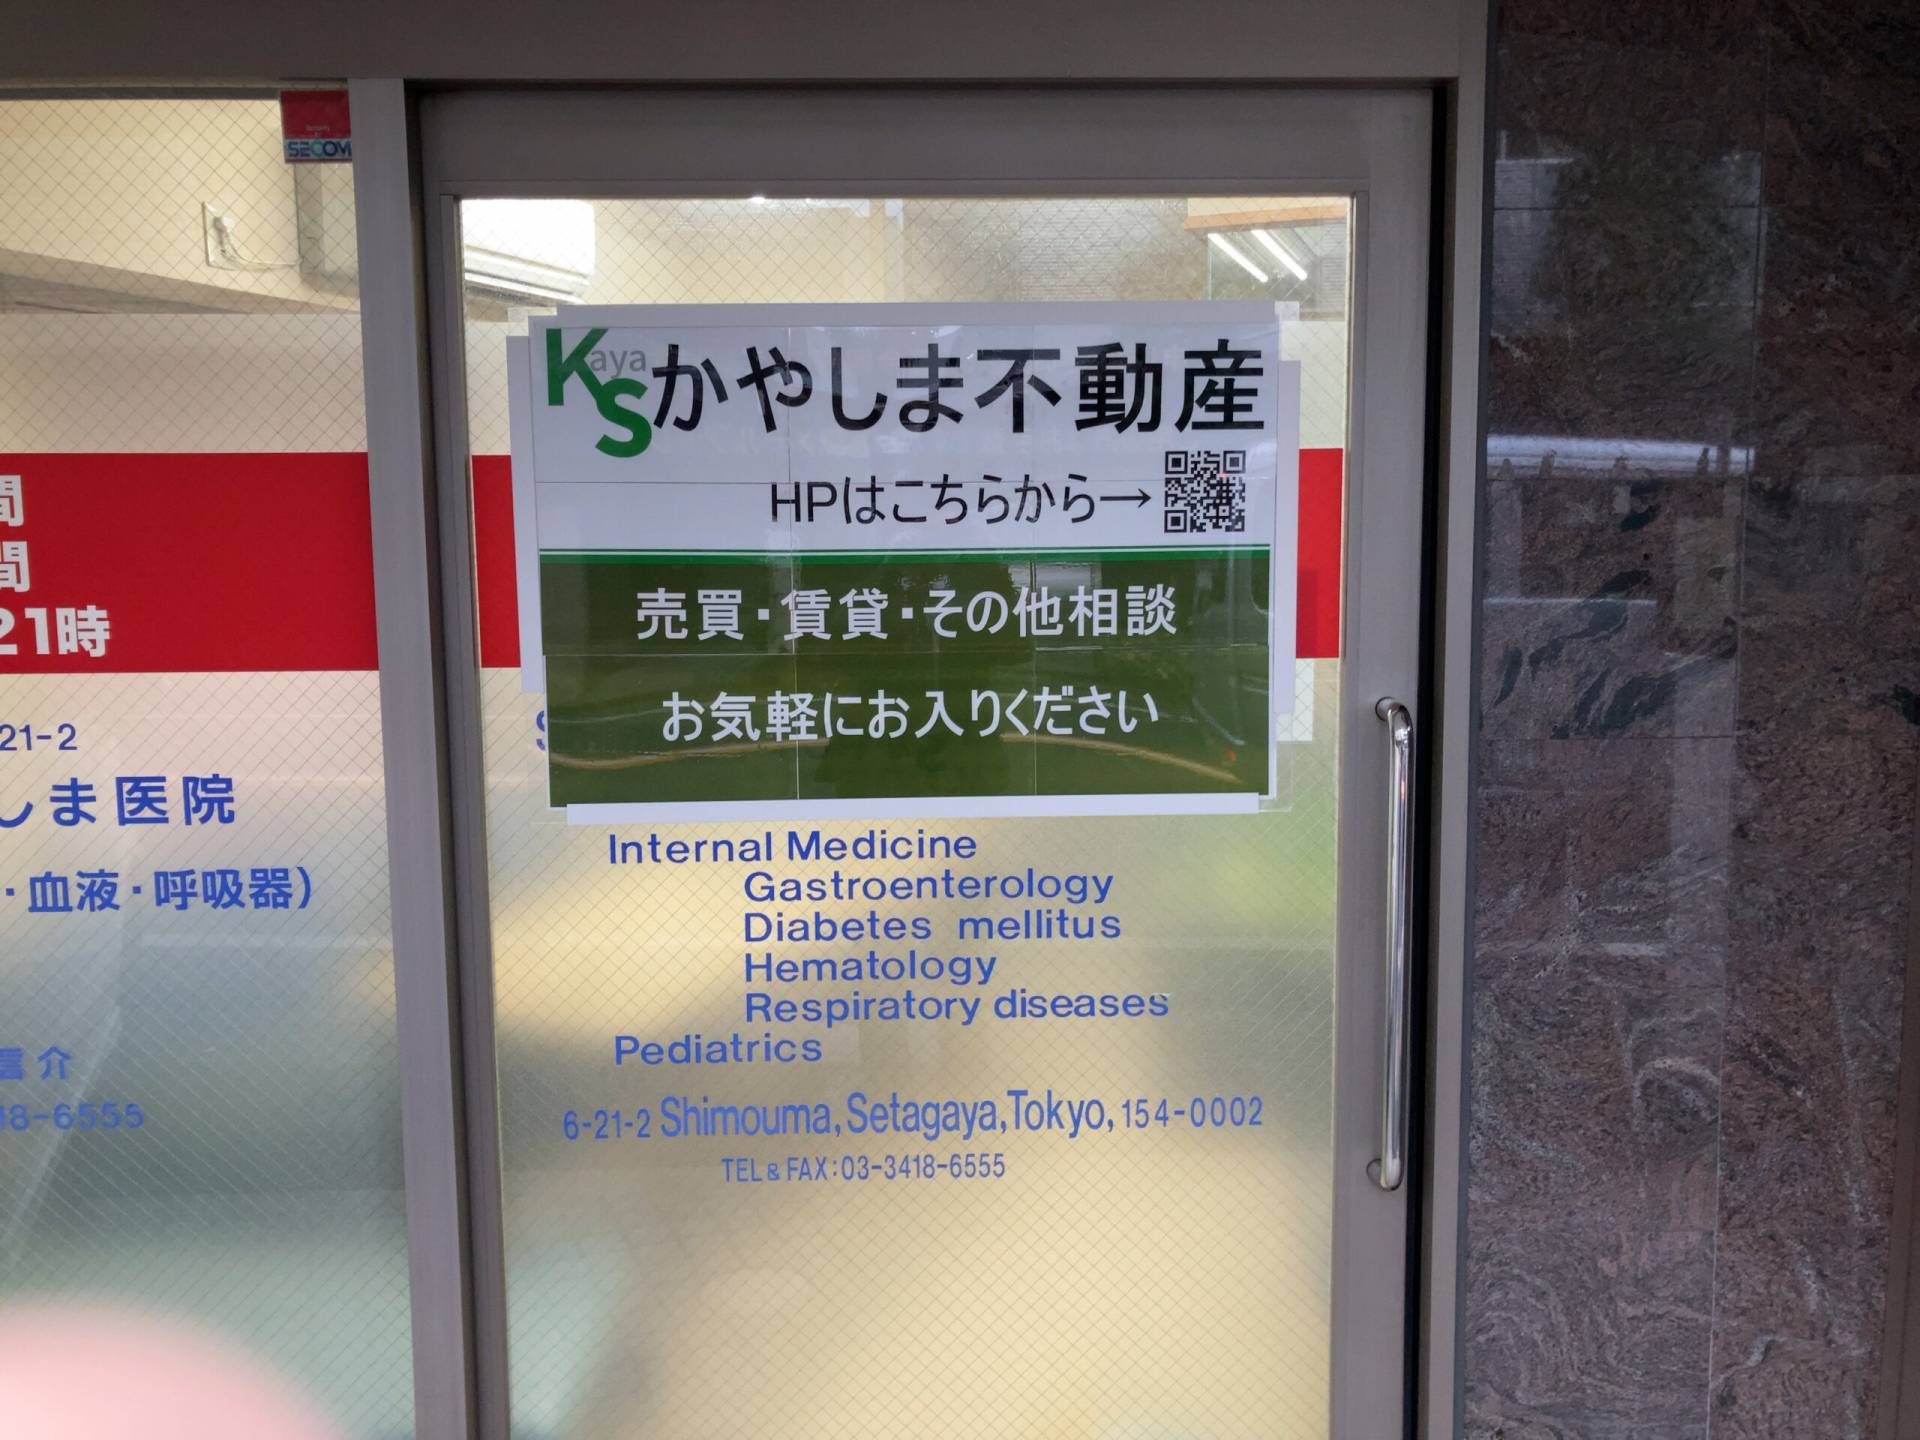 SECOM
間
間
21時
21-2
しま医院
・血液・呼吸器)
介
18-6555
KS
aya
かやしま不動産
HPはこちらから→
売買・賃貸・その他相談
お気軽にお入りください
Internal Medicine
Gastroenterology
Diabetes mellitus
Hematology
Respiratory diseases
Pediatrics
6-21-2 Shimouma, Setagaya, Tokyo, 154-0002
TEL&FAX:03-3418-6555